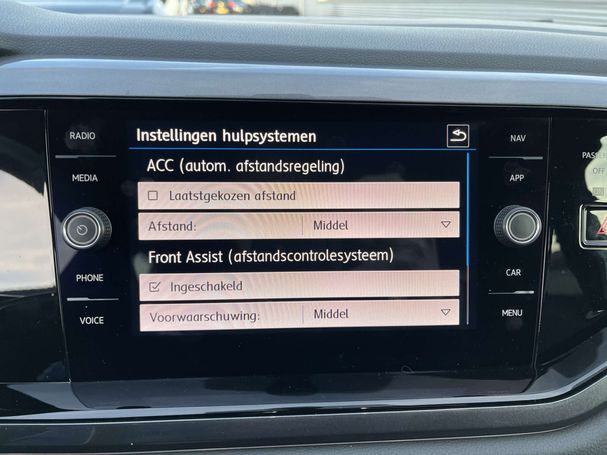 RADIO
MEDIA
PHONE
VOICE
Instellingen hulpsystemen
ACC (autom. afstandsregeling)
Laatstgekozen afstand
Afstand: Middel
Front Assist (afstandscontrolesysteem)
Ingeschakeld
Voorwaarschuwing: Middel
NAV
APP
CAR
MENU
OFF